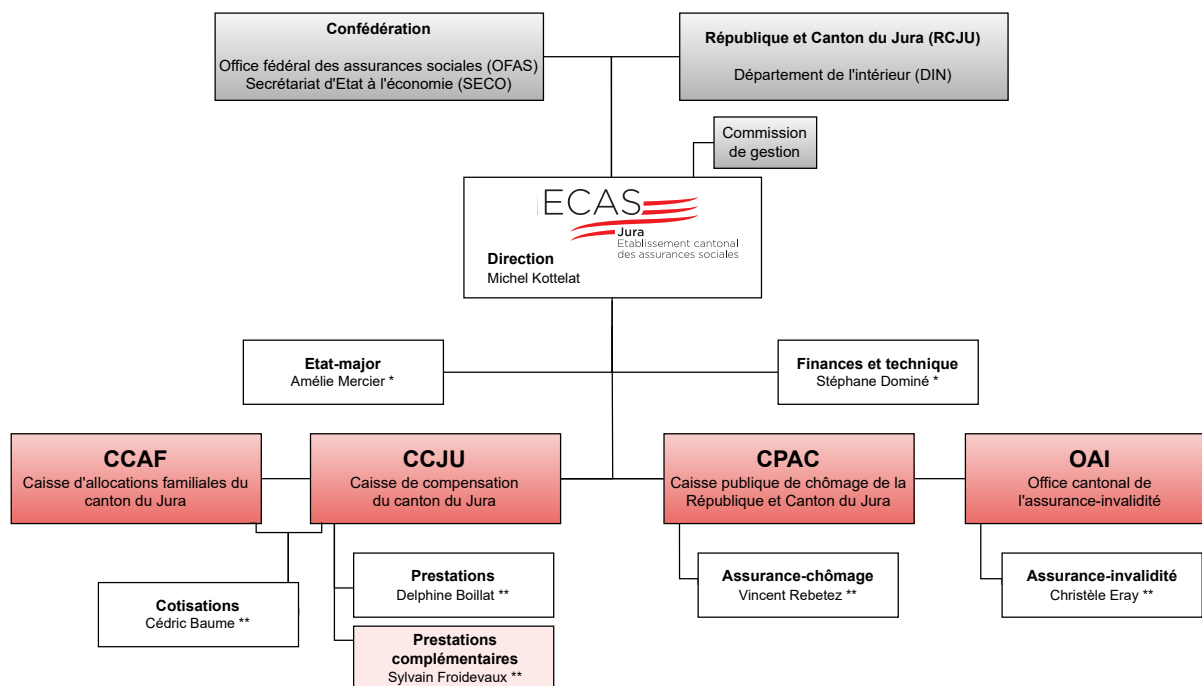 Confédération
Office fédéral des assurances sociales (OFAS)
Secrétariat d'Etat à l'économie (SECO)
République et Canton du Jura (RCJU)
Département de l'intérieur (DIN)
Commission
de gestion
ECAS
Jura
Etablissement cantonal
des assurances sociales
Direction
Michel Kottelat
Etat-major
Amélie Mercier *
Finances et technique
Stéphane Dominé *
CCAF
Caisse d'allocations familiales du
canton du Jura
CCJU
Caisse de compensation
du canton du Jura
CPAC
Caisse publique de chômage de la
République et Canton du Jura
OAI
Office cantonal de
l'assurance-invalidité
Cotisations
Cédric Baume **
Prestations
Delphine Boillat **
Prestations
complémentaires
Sylvain Froidevaux **
Assurance-chômage
Vincent Rebetez **
Assurance-invalidité
Christèle Eray **